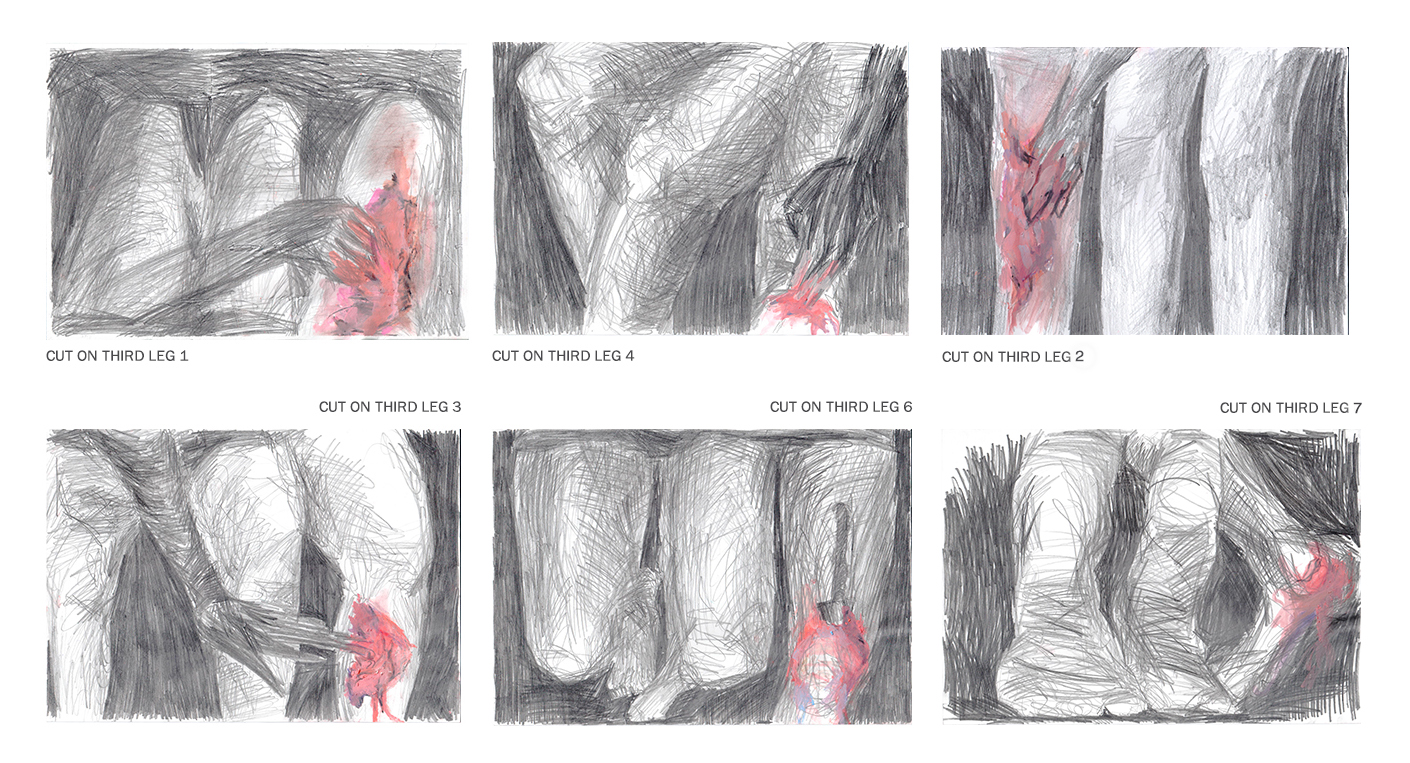 CUT ON THIRD LEG 1
CUT ON THIRD LEG 4
CUT ON THIRD LEG 2
CUT ON THIRD LEG 3
CUT ON THIRD LEG 6
CUT ON THIRD LEG 7